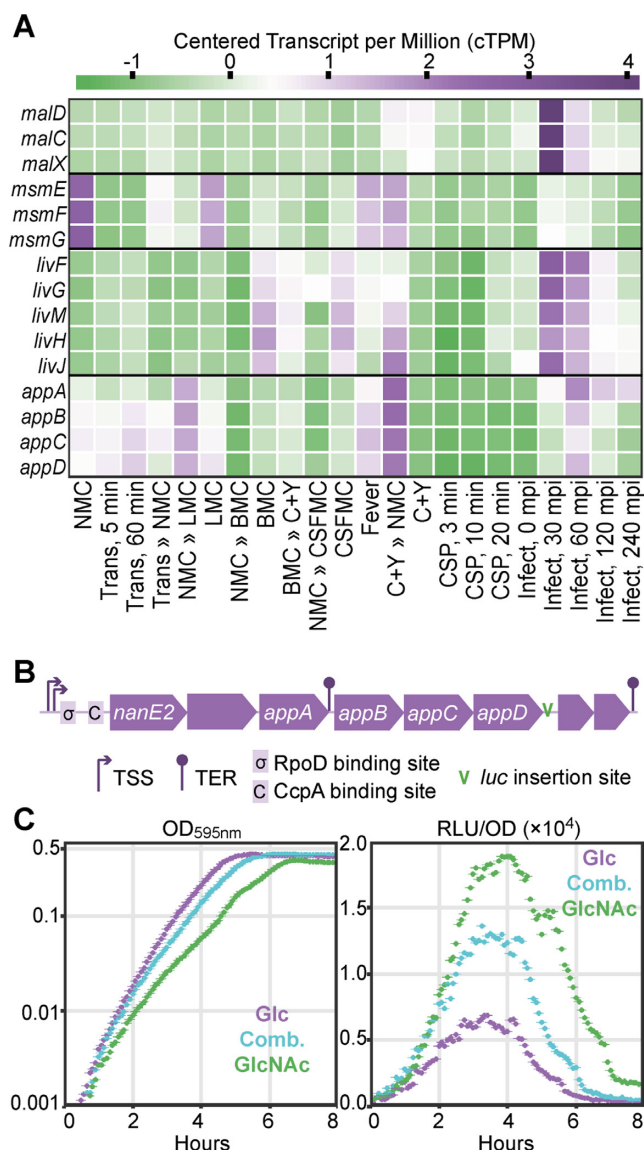 A
Centered Transcript per Million (cTPM)
-1 0 1 2 3 4
malD
malC
malX
msmE
msmF
msmG
livF
livG
livM
livH
livJ
appA
appB
appC
appD
NMC
Trans, 5 min
Trans, 60 min
Trans » NMC
NMC » LMC
LMC
NMC » BMC
BMC
BMC » C+Y
NMC » CSFMC
CSFMC
Fever
C+Y » NMC
C+Y
CSP, 3 min
CSP, 10 min
CSP, 20 min
Infect, 0 mpi
Infect, 30 mpi
Infect, 60 mpi
Infect, 120 mpi
Infect, 240 mpi
B
σ C nanE2 appA appB appC appD
TSS TER σ RpoD binding site
C CcpA binding site
luc insertion site
C
OD595nm
0.5
0.1
0.01
0.001
Glc
Comb.
GlcNAc
0 2 4 6 8
Hours
RLU/OD (×10⁴)
2.0
1.5
1.0
0.5
0.0
Glc
Comb.
GlcNAc
0 2 4 6 8
Hours